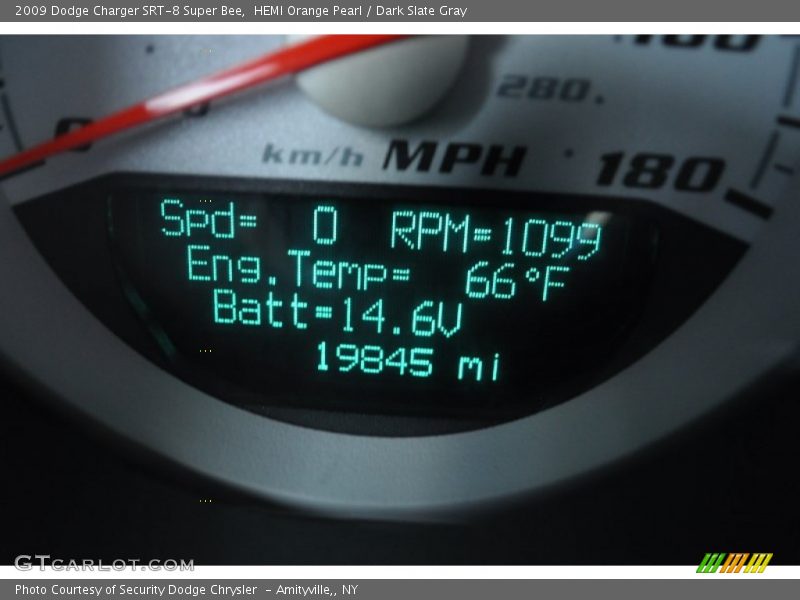 2009 Dodge Charger SRT-8 Super Bee, HEMI Orange Pearl / Dark Slate Gray
280
0
km/h MPH
180
Spd= 0 RPM=1099
Eng.Temp= 66°F
Batt=14.6V
19845 mi
GTCARLOT.COM
Photo Courtesy of Security Dodge Chrysler - Amityville,, NY